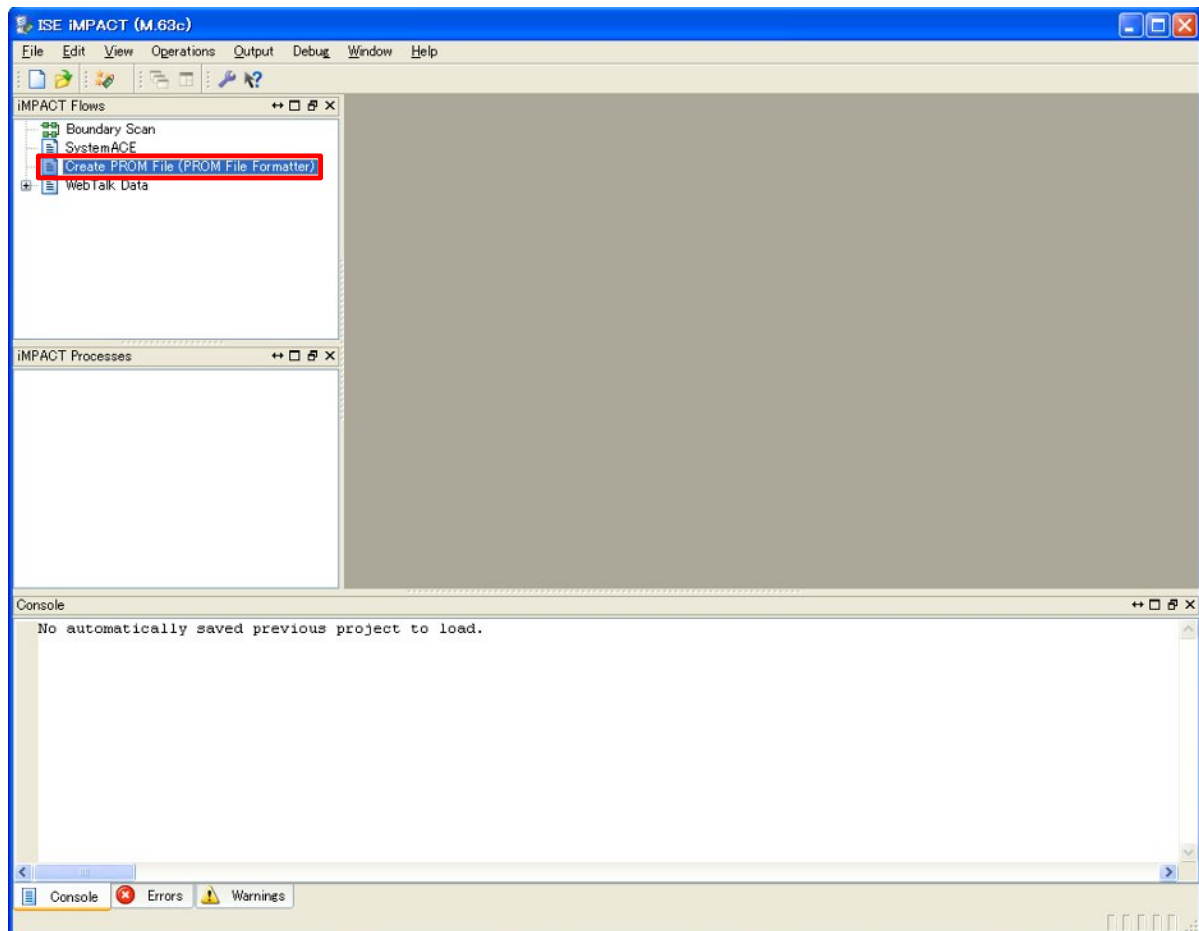 ISE iMPACT (M.63c)
File Edit View Operations Output Debug Window Help
iMPACT Flows
Boundary Scan
SystemACE
Create PROM File (PROM File Formatter)
WebTalk Data
iMPACT Processes
Console
No automatically saved previous project to load.
Console Errors Warnings